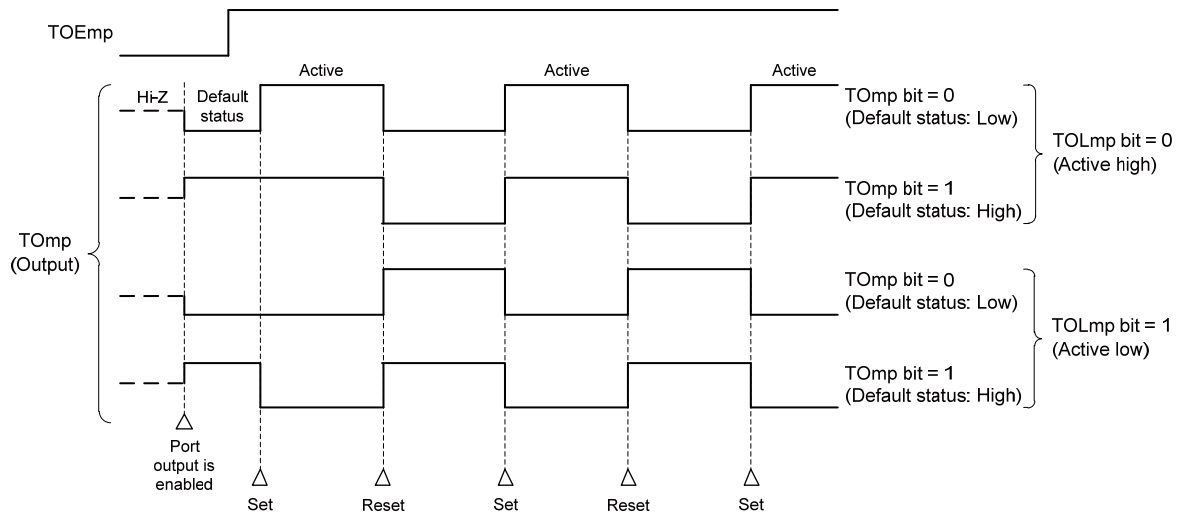 TOEmp
Active
Active
Active
Hi-Z
Default
status
TOmp bit = 0
(Default status: Low)
TOLmp bit = 0
(Active high)
TOmp bit = 1
(Default status: High)
TOmp
(Output)
TOmp bit = 0
(Default status: Low)
TOLmp bit = 1
(Active low)
TOmp bit = 1
(Default status: High)
Port
output is
enabled
Set
Reset
Set
Reset
Set